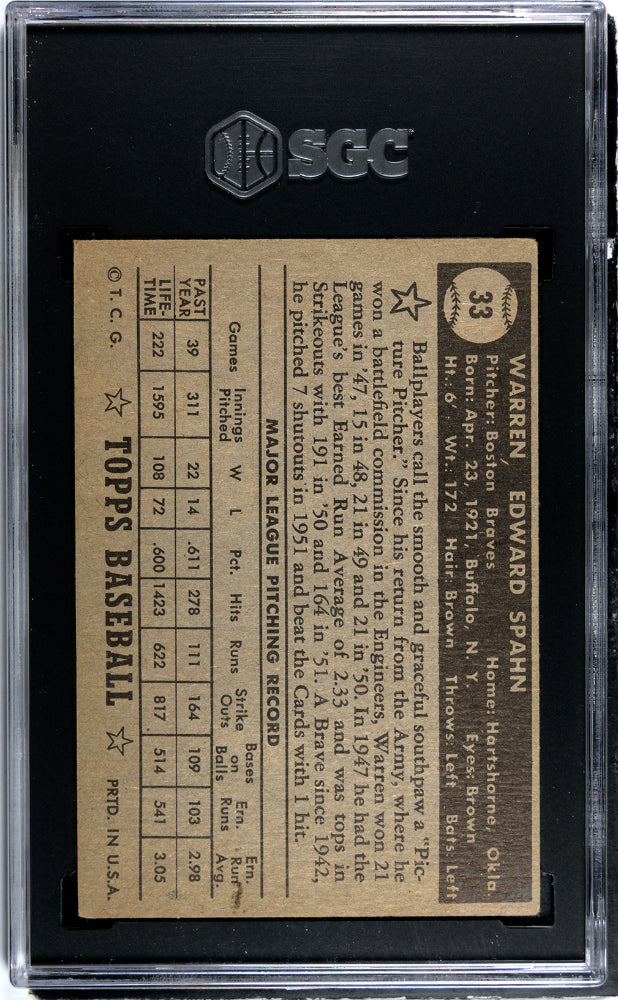 SGC
33
WARREN, EDWARD SPAHN
Pitcher: Boston Braves Home: Hartshorne, Okla.
Born: Apr. 23, 1921, Buffalo, N. Y. Eyes: Brown
Ht.: 6' Wt.: 172 Hair: Brown Throws: Left Bats: Left
Ballplayers call the smooth and graceful southpaw a "Pic-
ture Pitcher." Since his return from the Army, where he
won a battlefield commission in the Engineers, Warren won 21
games in '47, 15 in '48, 21 in '49 and 21 in '50. In 1947 he had the
League's best Earned Run Average of 2.33 and was tops in
Strikeouts with 191 in '50 and 164 in '51. A Brave since 1942,
he pitched 7 shutouts in 1951 and beat the Cards with 1 hit.
MAJOR LEAGUE PITCHING RECORD
Games Innings Pitched W L Pct. Hits Runs Strike Outs Bases on Balls Ern. Runs Ern. Run Avg.
PAST YEAR 39 311 22 14 .611 278 111 164 109 103 2.98
LIFE-TIME 222 1595 108 72 .600 1423 622 817 514 541 3.05
© T. C. G. ☆ TOPPS BASEBALL ☆ PRTD. IN U.S.A.